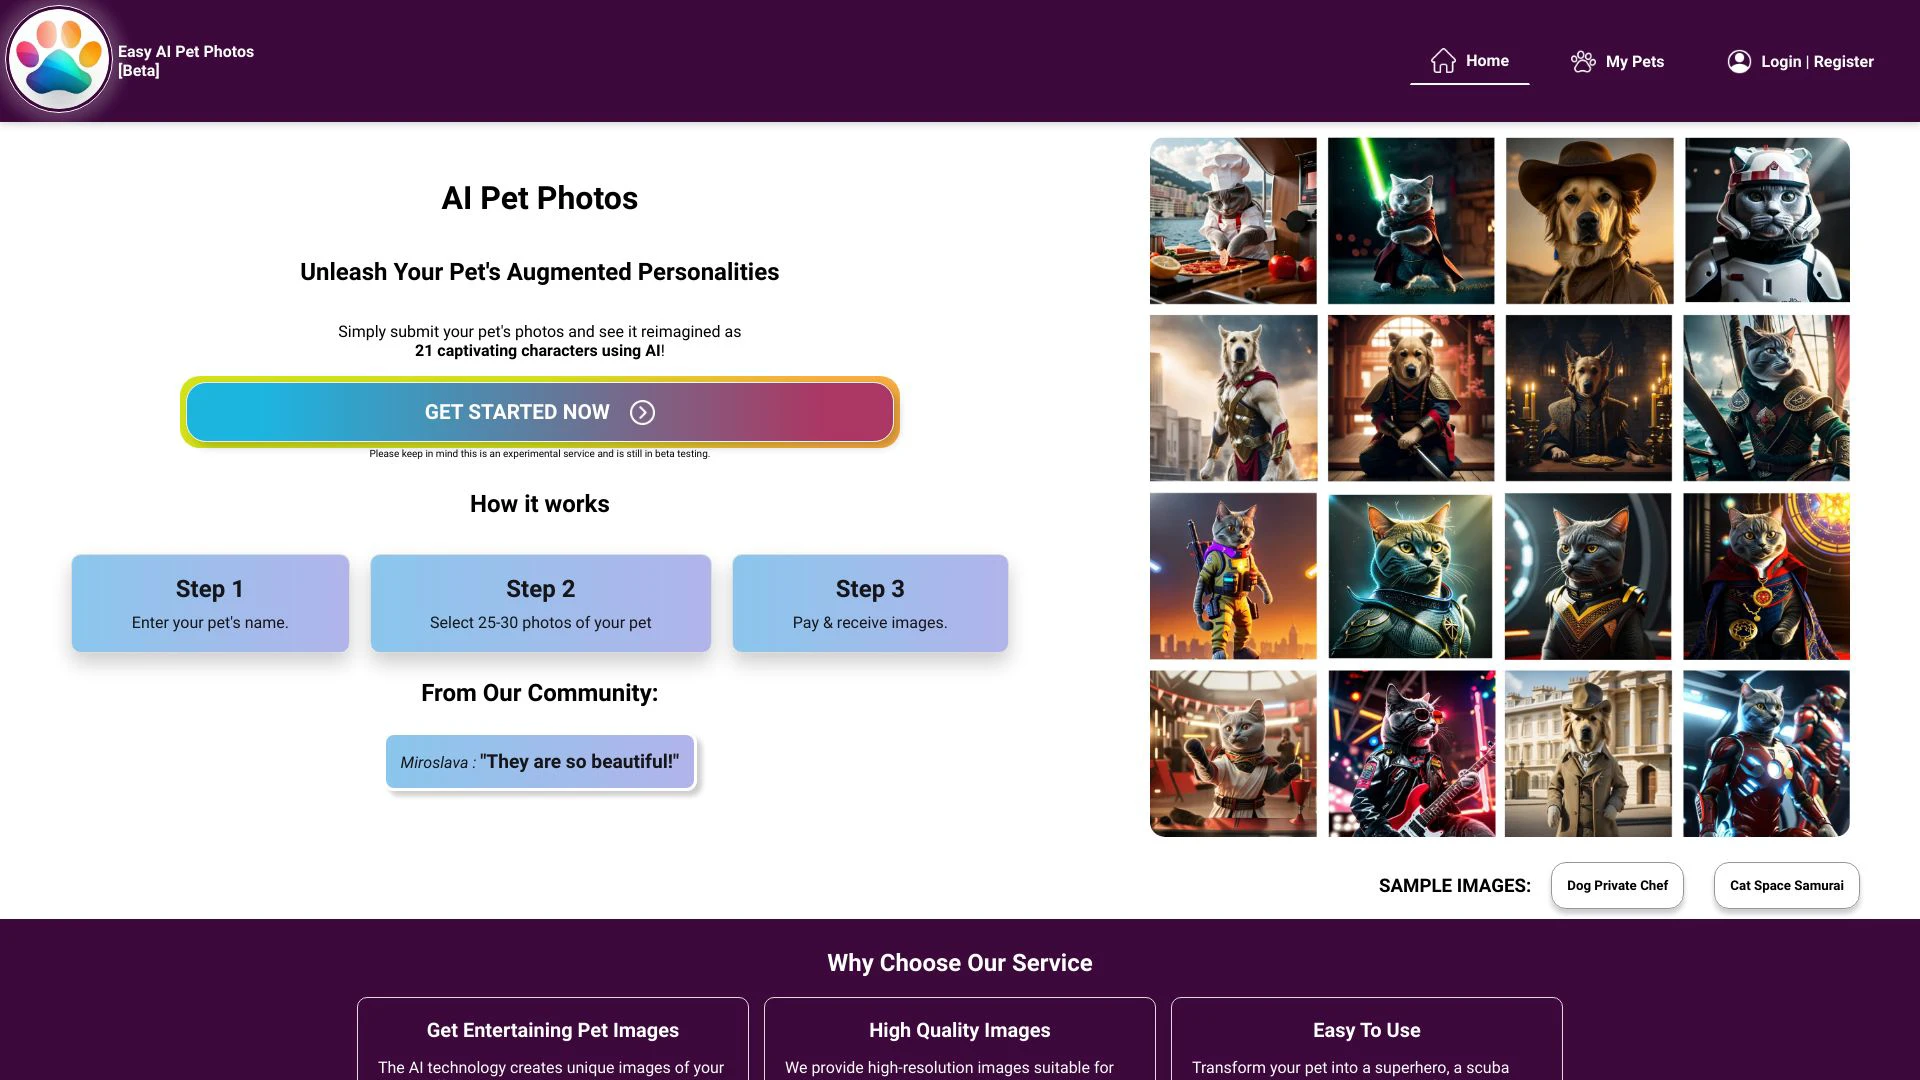 Easy AI Pet Photos
[Beta]
Home
My Pets
Login | Register
AI Pet Photos
Unleash Your Pet's Augmented Personalities
Simply submit your pet's photos and see it reimagined as
21 captivating characters using AI!
GET STARTED NOW
Please keep in mind this is an experimental service and is still in beta testing.
How it works
Step 1
Enter your pet's name.
Step 2
Select 25-30 photos of your pet
Step 3
Pay & receive images.
From Our Community:
Miroslava : "They are so beautiful!"
SAMPLE IMAGES:
Dog Private Chef
Cat Space Samurai
Why Choose Our Service
Get Entertaining Pet Images
The AI technology creates unique images of your
High Quality Images
We provide high-resolution images suitable for
Easy To Use
Transform your pet into a superhero, a scuba